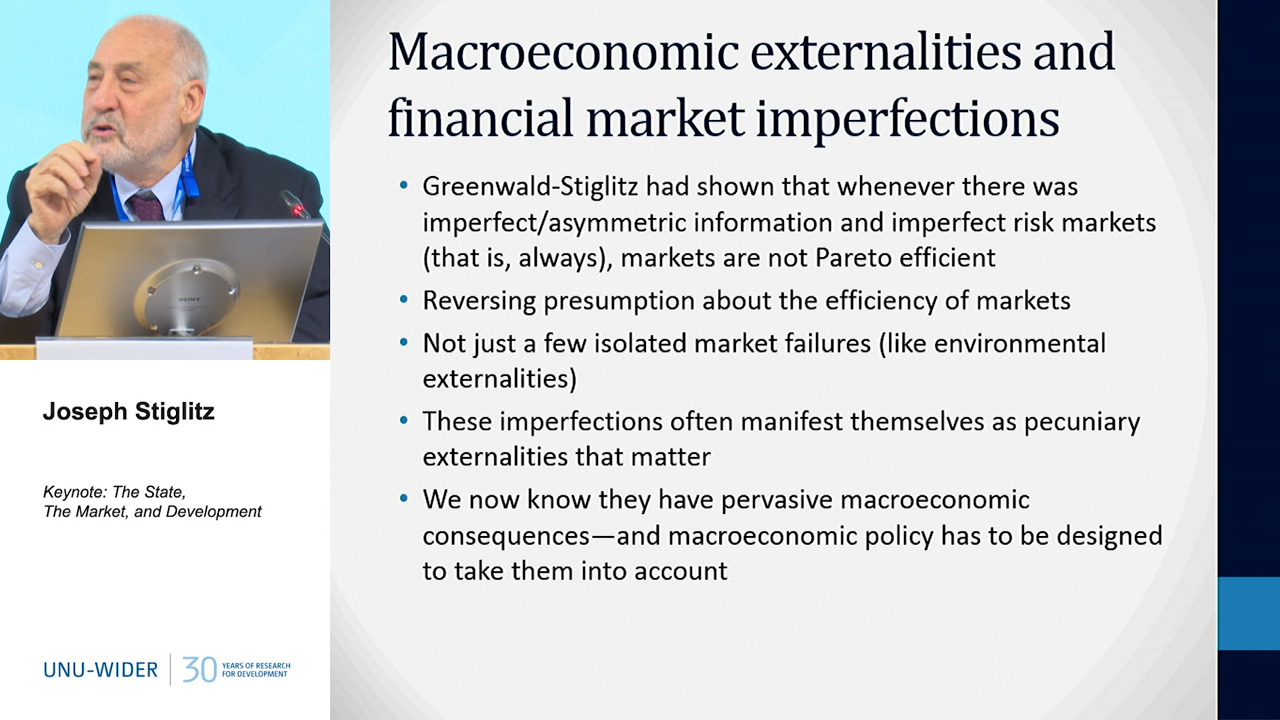 Macroeconomic externalities and
financial market imperfections
• Greenwald-Stiglitz had shown that whenever there was
imperfect/asymmetric information and imperfect risk markets
(that is, always), markets are not Pareto efficient
• Reversing presumption about the efficiency of markets
• Not just a few isolated market failures (like environmental
externalities)
• These imperfections often manifest themselves as pecuniary
externalities that matter
• We now know they have pervasive macroeconomic
consequences—and macroeconomic policy has to be designed
to take them into account
SONY
Joseph Stiglitz
Keynote: The State,
The Market, and Development
UNU-WIDER
30 YEARS OF RESEARCH
FOR DEVELOPMENT